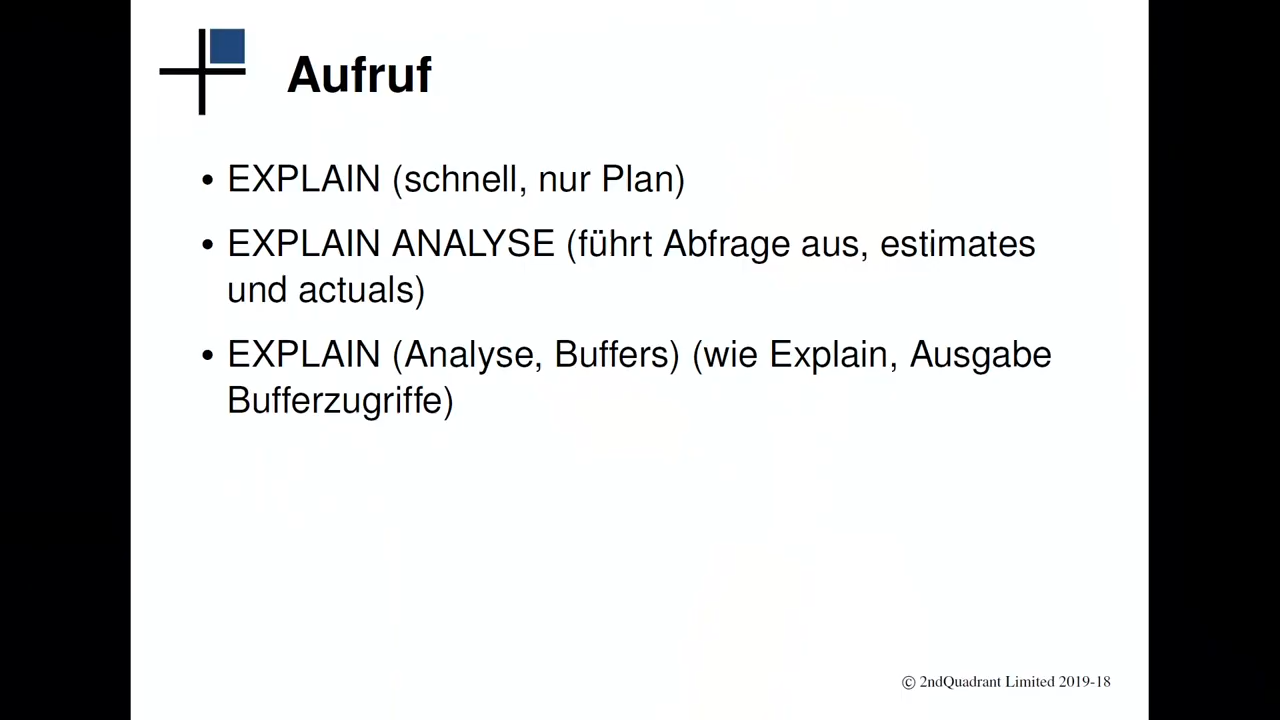 Aufruf
• EXPLAIN (schnell, nur Plan)
• EXPLAIN ANALYSE (führt Abfrage aus, estimates
und actuals)
• EXPLAIN (Analyse, Buffers) (wie Explain, Ausgabe
Bufferzugriffe)
© 2ndQuadrant Limited 2019-18